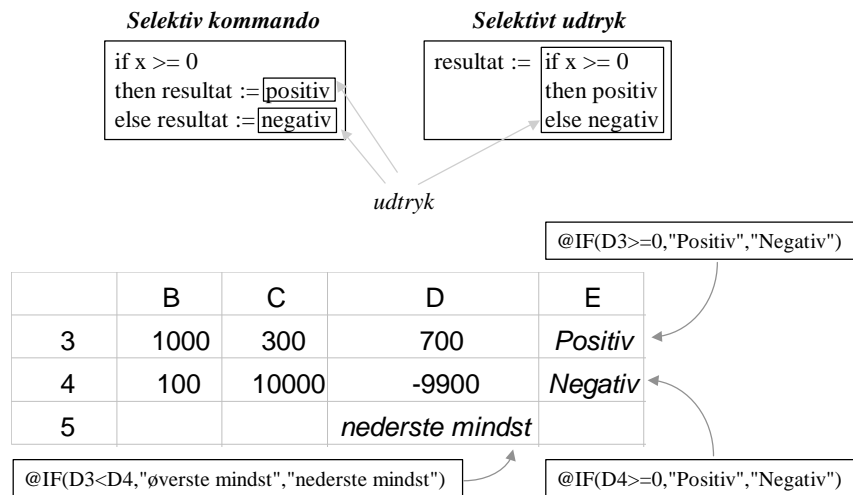 Selektiv kommando
if x >= 0
then resultat := positiv
else resultat := negativ
Selektivt udtryk
resultat := if x >= 0
then positiv
else negativ
udtryk
@IF(D3>=0,"Positiv","Negativ")
B C D E
3 1000 300 700 Positiv
4 100 10000 -9900 Negativ
5 nederste mindst
@IF(D3<D4,"øverste mindst","nederste mindst")
@IF(D4>=0,"Positiv","Negativ")